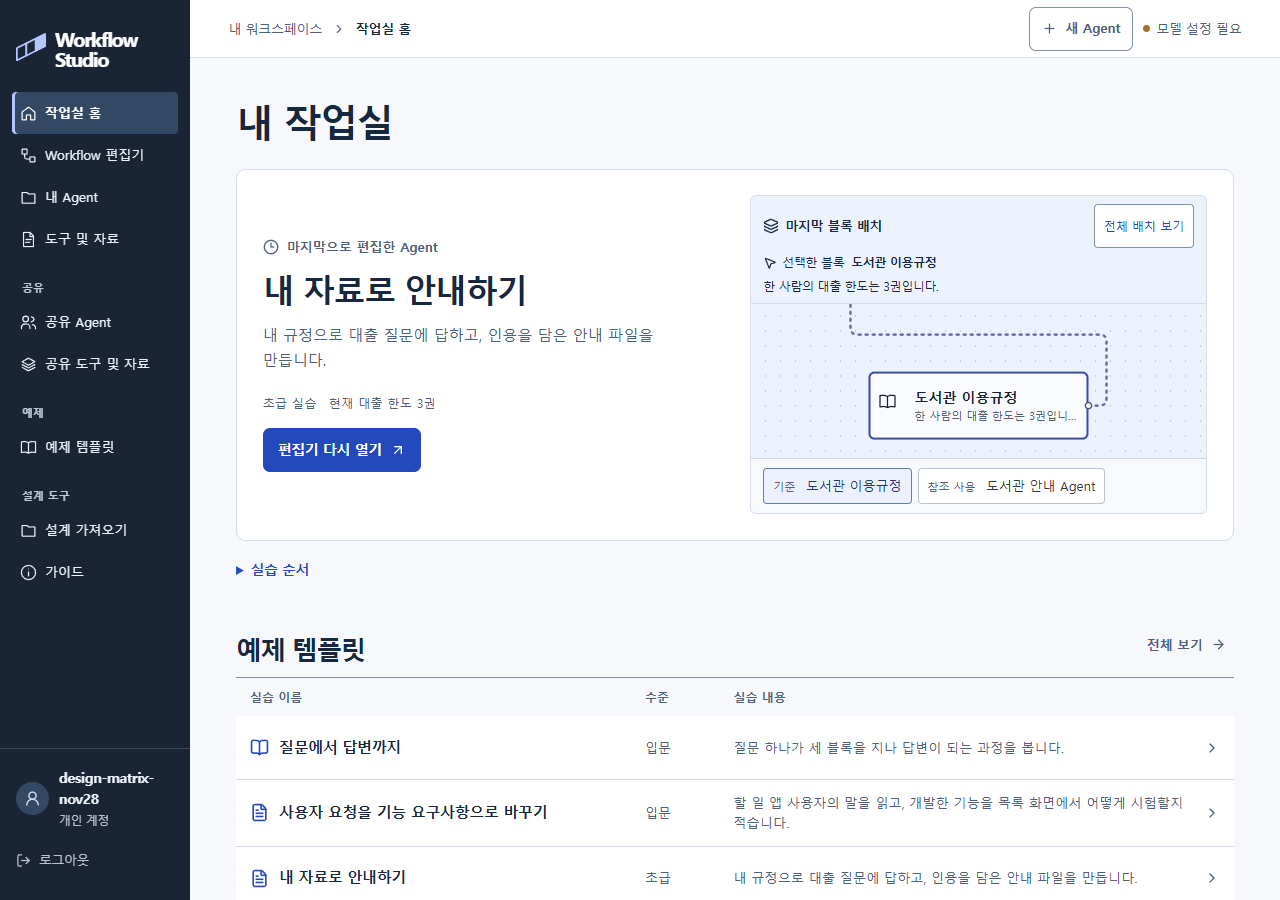 Workflow
Studio
작업실 홈
Workflow 편집기
내 Agent
도구 및 자료
공유
공유 Agent
공유 도구 및 자료
예제
예제 템플릿
설계 도구
설계 가져오기
가이드
design-matrix-
nov28
개인 계정
로그아웃
내 워크스페이스 > 작업실 홈
+ 새 Agent
모델 설정 필요
내 작업실
마지막으로 편집한 Agent
내 자료로 안내하기
내 규정으로 대출 질문에 답하고, 인용을 담은 안내 파일을
만듭니다.
초급 실습 현재 대출 한도 3권
편집기 다시 열기
마지막 블록 배치
전체 배치 보기
선택한 블록 도서관 이용규정
한 사람의 대출 한도는 3권입니다.
도서관 이용규정
한 사람의 대출 한도는 3권입니...
기준 도서관 이용규정
참조 사용 도서관 안내 Agent
실습 순서
예제 템플릿
전체 보기
실습 이름 수준 실습 내용
질문에서 답변까지 입문 질문 하나가 세 블록을 지나 답변이 되는 과정을 봅니다.
사용자 요청을 기능 요구사항으로 바꾸기 입문 할 일 앱 사용자의 말을 읽고, 개발한 기능을 목록 화면에서 어떻게 시험할지
적습니다.
내 자료로 안내하기 초급 내 규정으로 대출 질문에 답하고, 인용을 담은 안내 파일을 만듭니다.